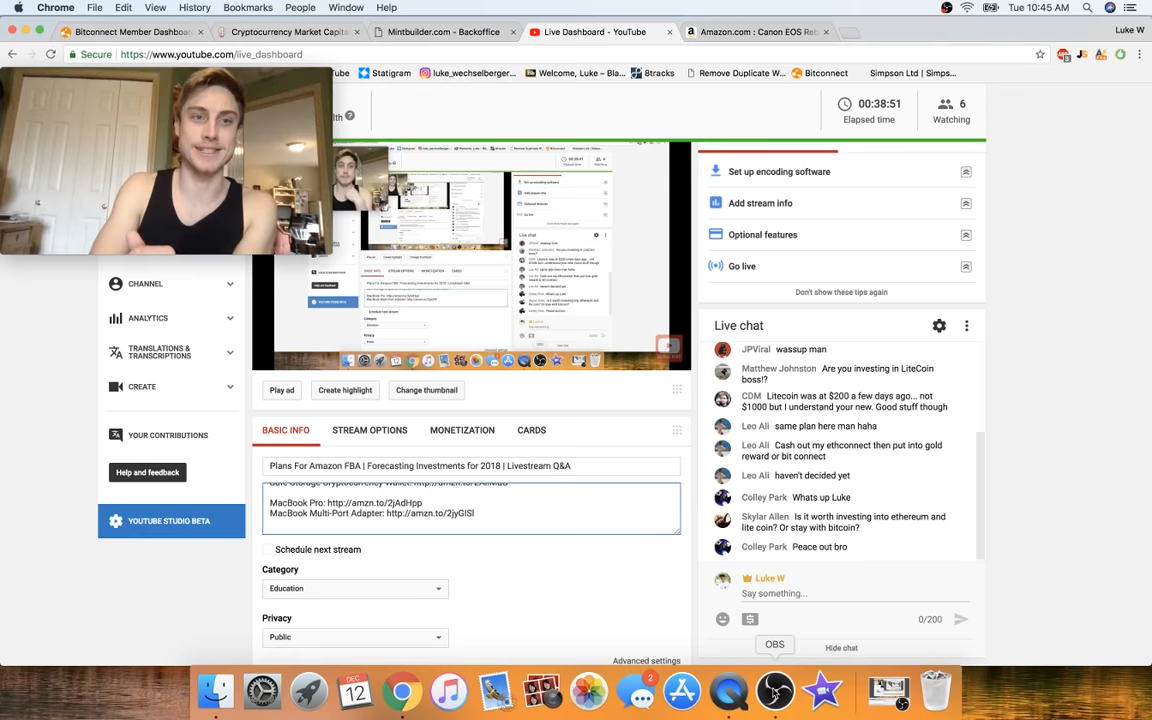 Chrome File Edit View History Bookmarks People Window Help Tue 10:45 AM
Bitconnect Member Dashboar Cryptocurrency Market Capita Mintbuilder.com - Backoffice Live Dashboard - YouTube Amazon.com : Canon EOS Reb Luke W
Secure https://www.youtube.com/live_dashboard
Tube Statigram luke_wechselberger... Welcome, Luke – Bla... Btracks Remove Duplicate W... Bitconnect Simpson Ltd | Simps...
00:38:51 6
Elapsed time Watching
Set up encoding software
Add stream info
Optional features
Go live
Don't show these tips again
CHANNEL
ANALYTICS
TRANSLATIONS &
TRANSCRIPTIONS
CREATE
YOUR CONTRIBUTIONS
Help and feedback
YOUTUBE STUDIO BETA
Play ad Create highlight Change thumbnail
BASIC INFO STREAM OPTIONS MONETIZATION CARDS
Plans For Amazon FBA | Forecasting Investments for 2018 | Livestream Q&A
MacBook Pro: http://amzn.to/2jAdHpp
MacBook Multi-Port Adapter: http://amzn.to/2jyGlSl
Schedule next stream
Category
Education
Privacy
Public
Advanced settings
Live chat
JPViral wassup man
Matthew Johnston Are you investing in LiteCoin
boss!?
CDM Litecoin was at $200 a few days ago... not
$1000 but I understand your new. Good stuff though
Leo Ali same plan here man haha
Leo Ali Cash out my ethconnect then put into gold
reward or bit connect
Leo Ali haven't decided yet
Colley Park Whats up Luke
Skylar Allen Is it worth investing into ethereum and
lite coin? Or stay with bitcoin?
Colley Park Peace out bro
Luke W
Say something...
0/200
Hide chat
OBS
2